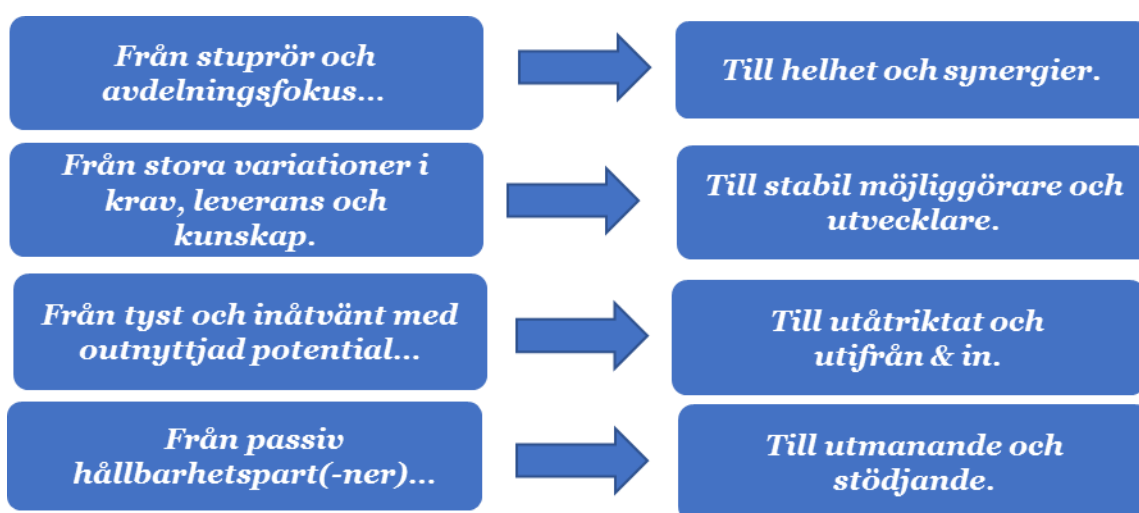 Från stuprör och
avdelningsfokus...
Till helhet och synergier.
Från stora variationer i
krav, leverans och
kunskap.
Till stabil möjliggörare och
utvecklare.
Från tyst och inåtvänt med
outnyttjad potential...
Till utåtriktat och
utifrån & in.
Från passiv
hållbarhetspart(-ner)...
Till utmanande och
stödjande.